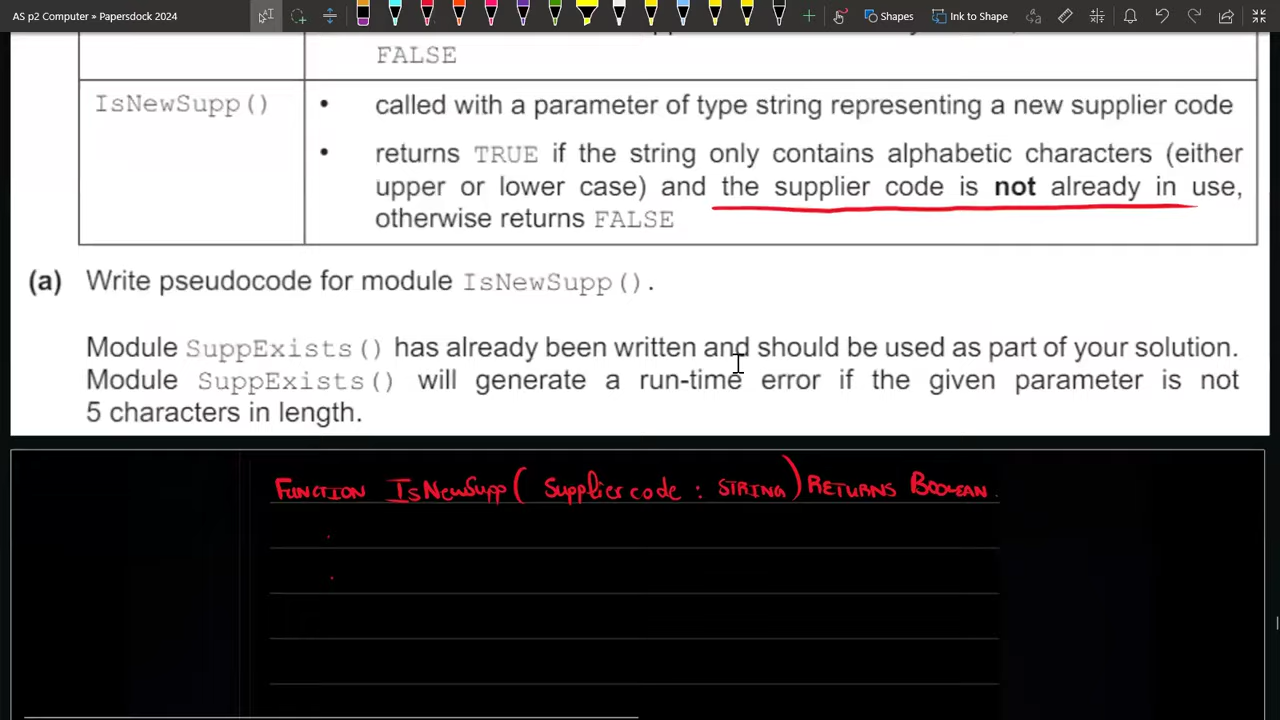 AS p2 Computer » Papersdock 2024
Shapes
Ink to Shape
FALSE
IsNewSupp()
• called with a parameter of type string representing a new supplier code
• returns TRUE if the string only contains alphabetic characters (either
upper or lower case) and the supplier code is not already in use,
otherwise returns FALSE
(a) Write pseudocode for module IsNewSupp().
Module SuppExists() has already been written and should be used as part of your solution.
Module SuppExists() will generate a run-time error if the given parameter is not
5 characters in length.
FUNCTION IsNewSupp( Suppliercode : STRING) RETURNS BOOLEAN.